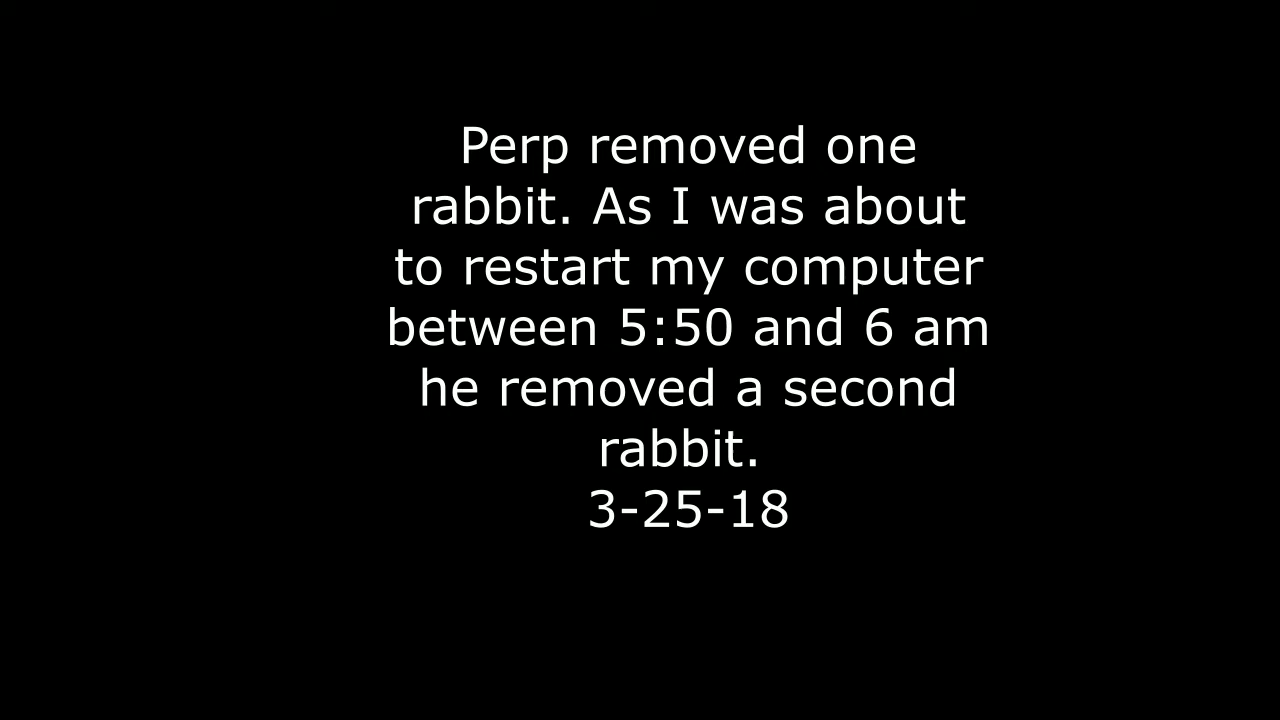 Perp removed one
rabbit. As I was about
to restart my computer
between 5:50 and 6 am
he removed a second
rabbit.
3-25-18